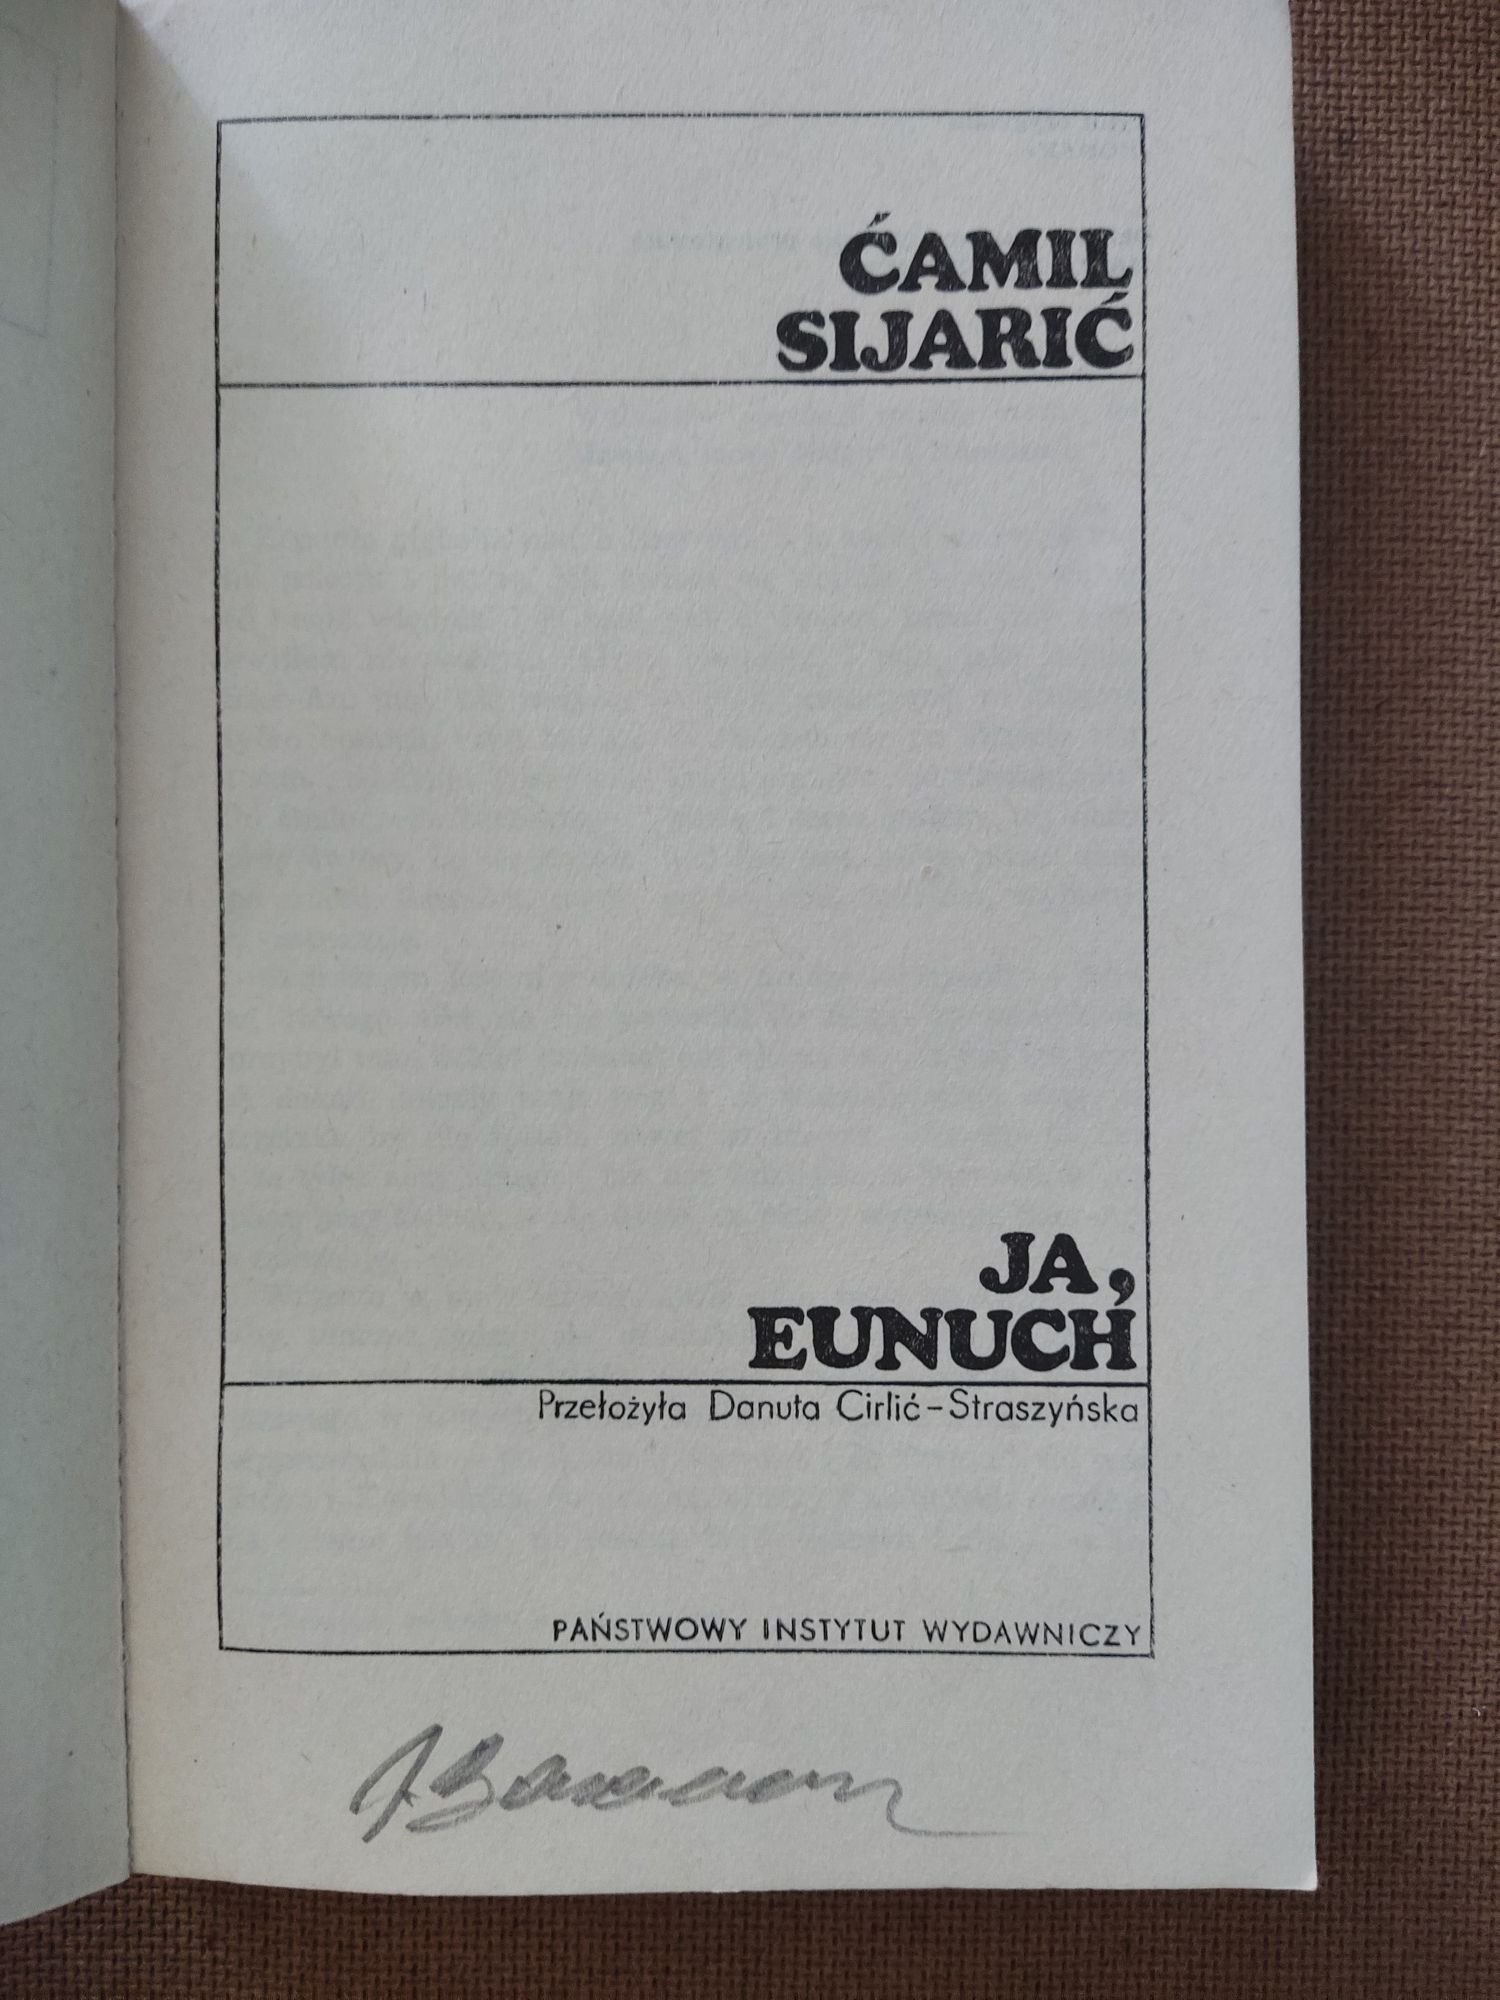 ĆAMIL
SIJARIĆ
JA,
EUNUCH
Przełożyła Danuta Cirlić-Straszyńska
PAŃSTWOWY INSTYTUT WYDAWNICZY